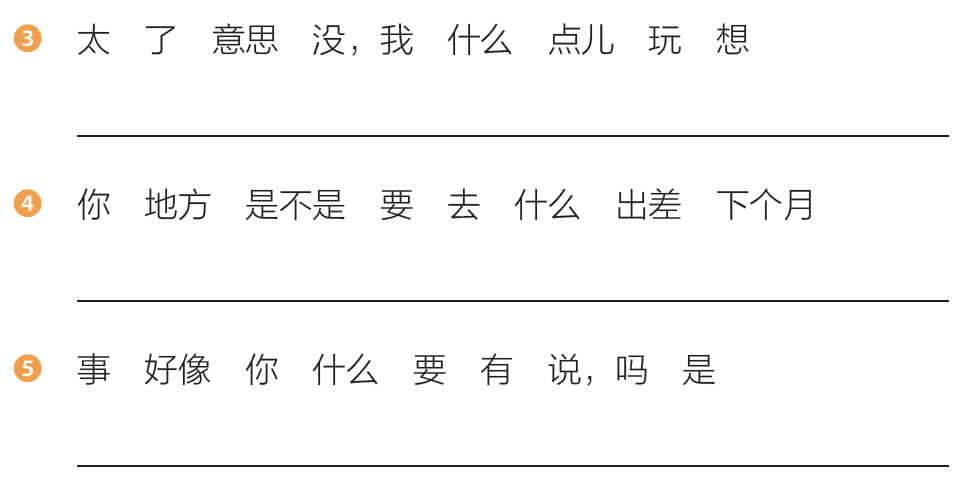 3 太 了 意思 没，我 什么 点儿 玩 想
4 你 地方 是不是 要 去 什么 出差 下个月
5 事 好像 你 什么 要 有 说，吗 是